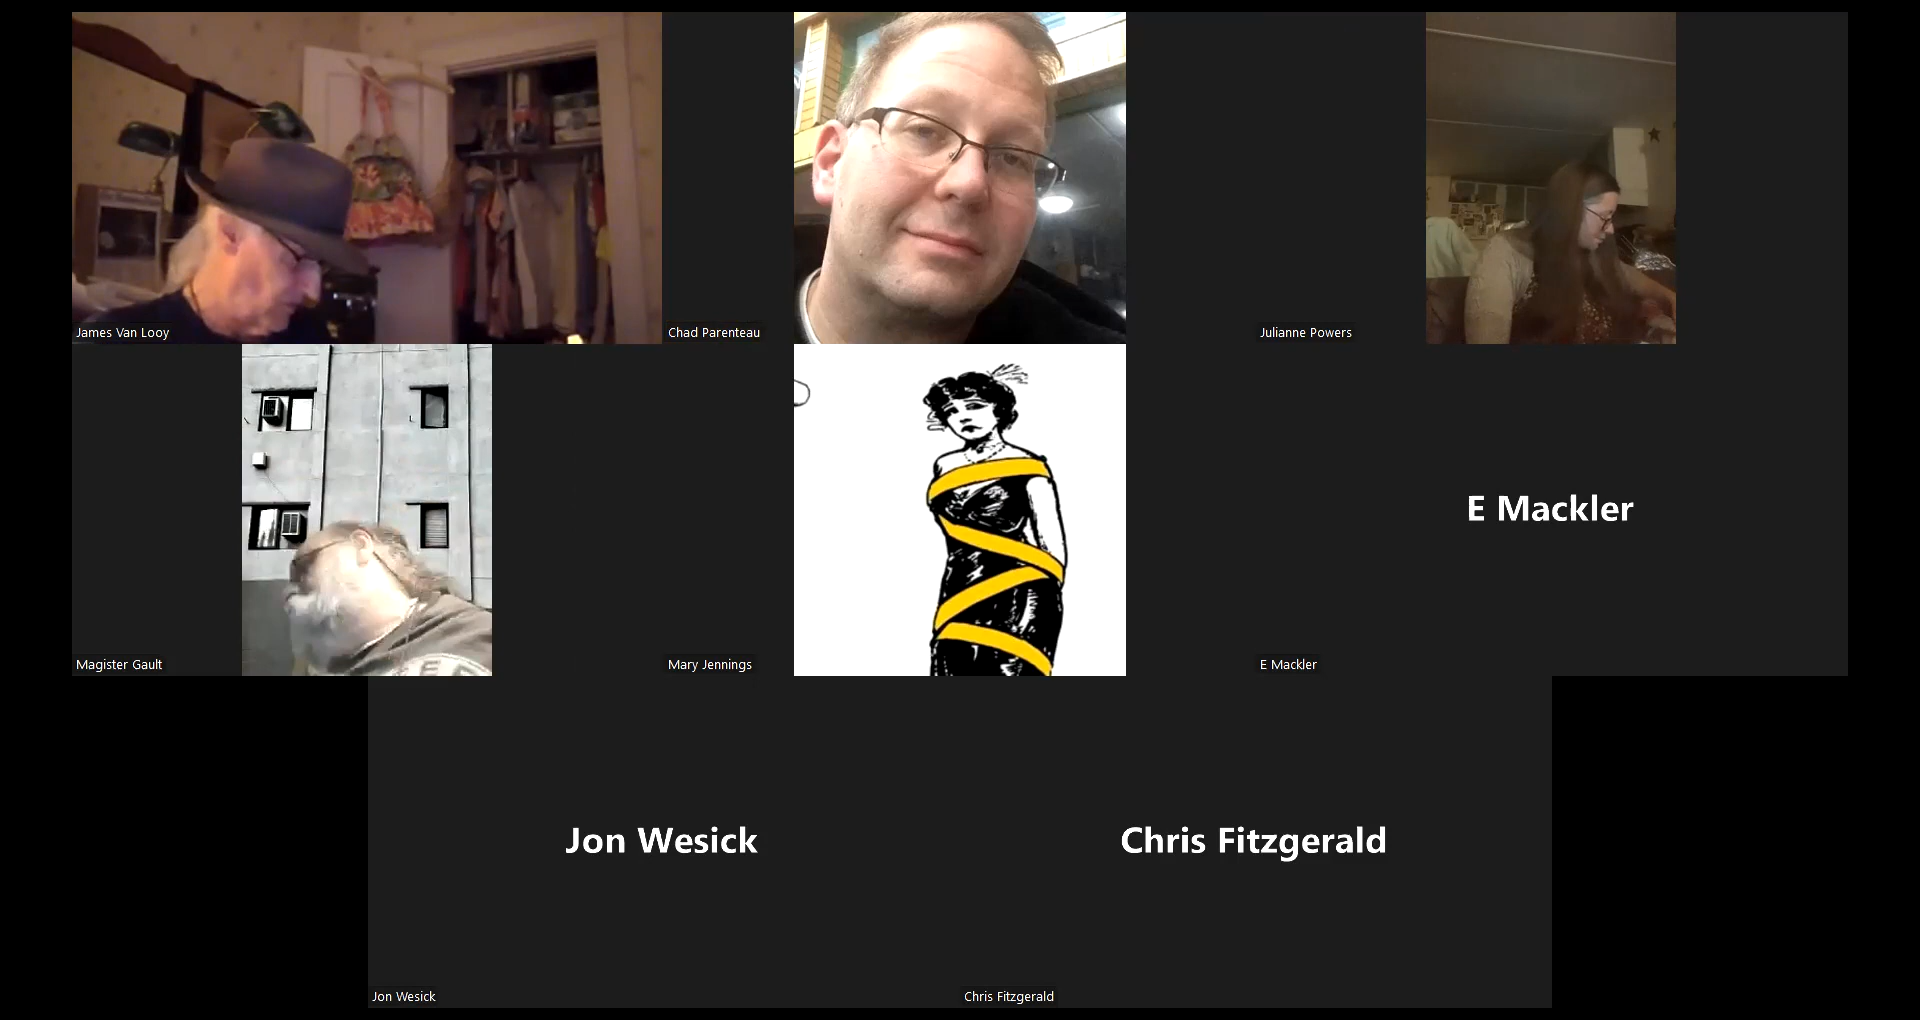 James Van Looy
Chad Parenteau
Julianne Powers
Magister Gault
Mary Jennings
E Mackler
E Mackler
Jon Wesick
Chris Fitzgerald
Jon Wesick
Chris Fitzgerald